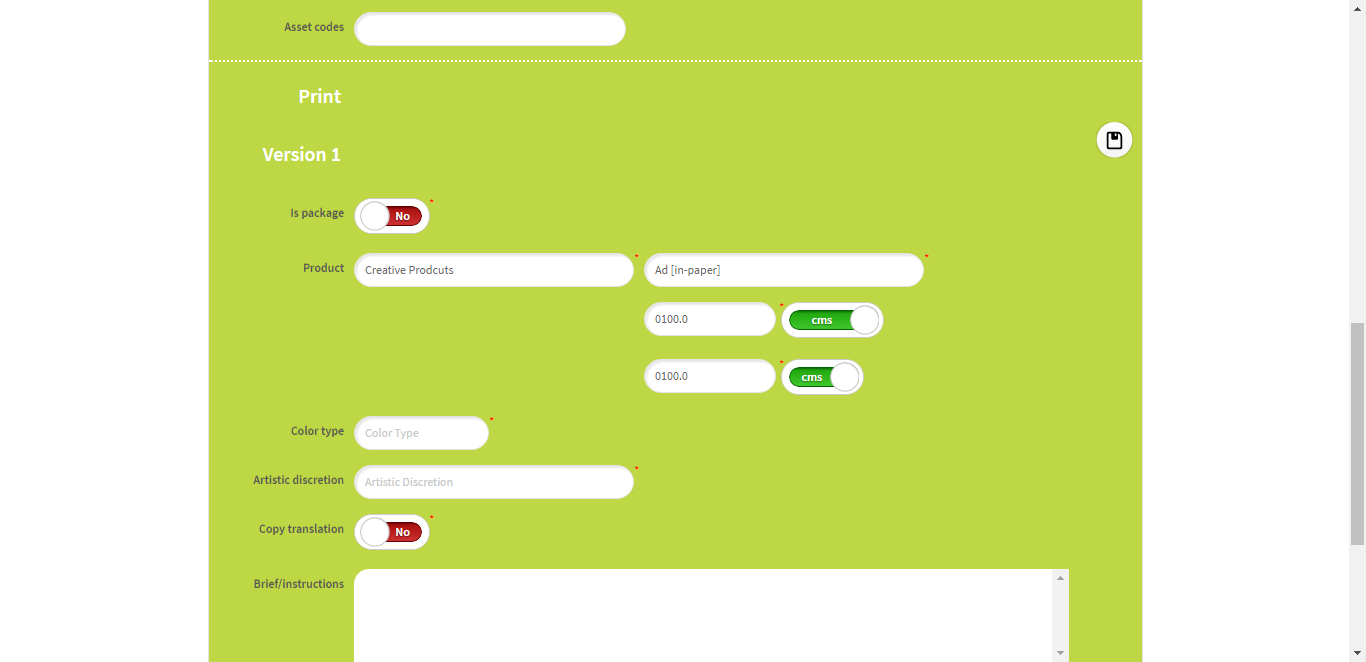 Asset codes
Print
Version 1
Is package No *
Product Creative Prodcuts * Ad [in-paper] *
0100.0 * cms
0100.0 * cms
Color type Color Type *
Artistic discretion Artistic Discretion *
Copy translation No *
Brief/instructions